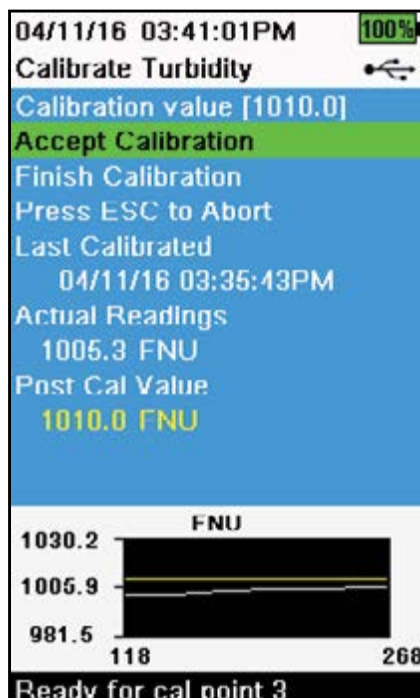 04/11/16 03:41:01PM 100%
Calibrate Turbidity
Calibration value [1010.0]
Accept Calibration
Finish Calibration
Press ESC to Abort
Last Calibrated
04/11/16 03:35:43PM
Actual Readings
1005.3 FNU
Post Cal Value
1010.0 FNU
FNU
1030.2
1005.9
981.5
118 268
Ready for cal point 3